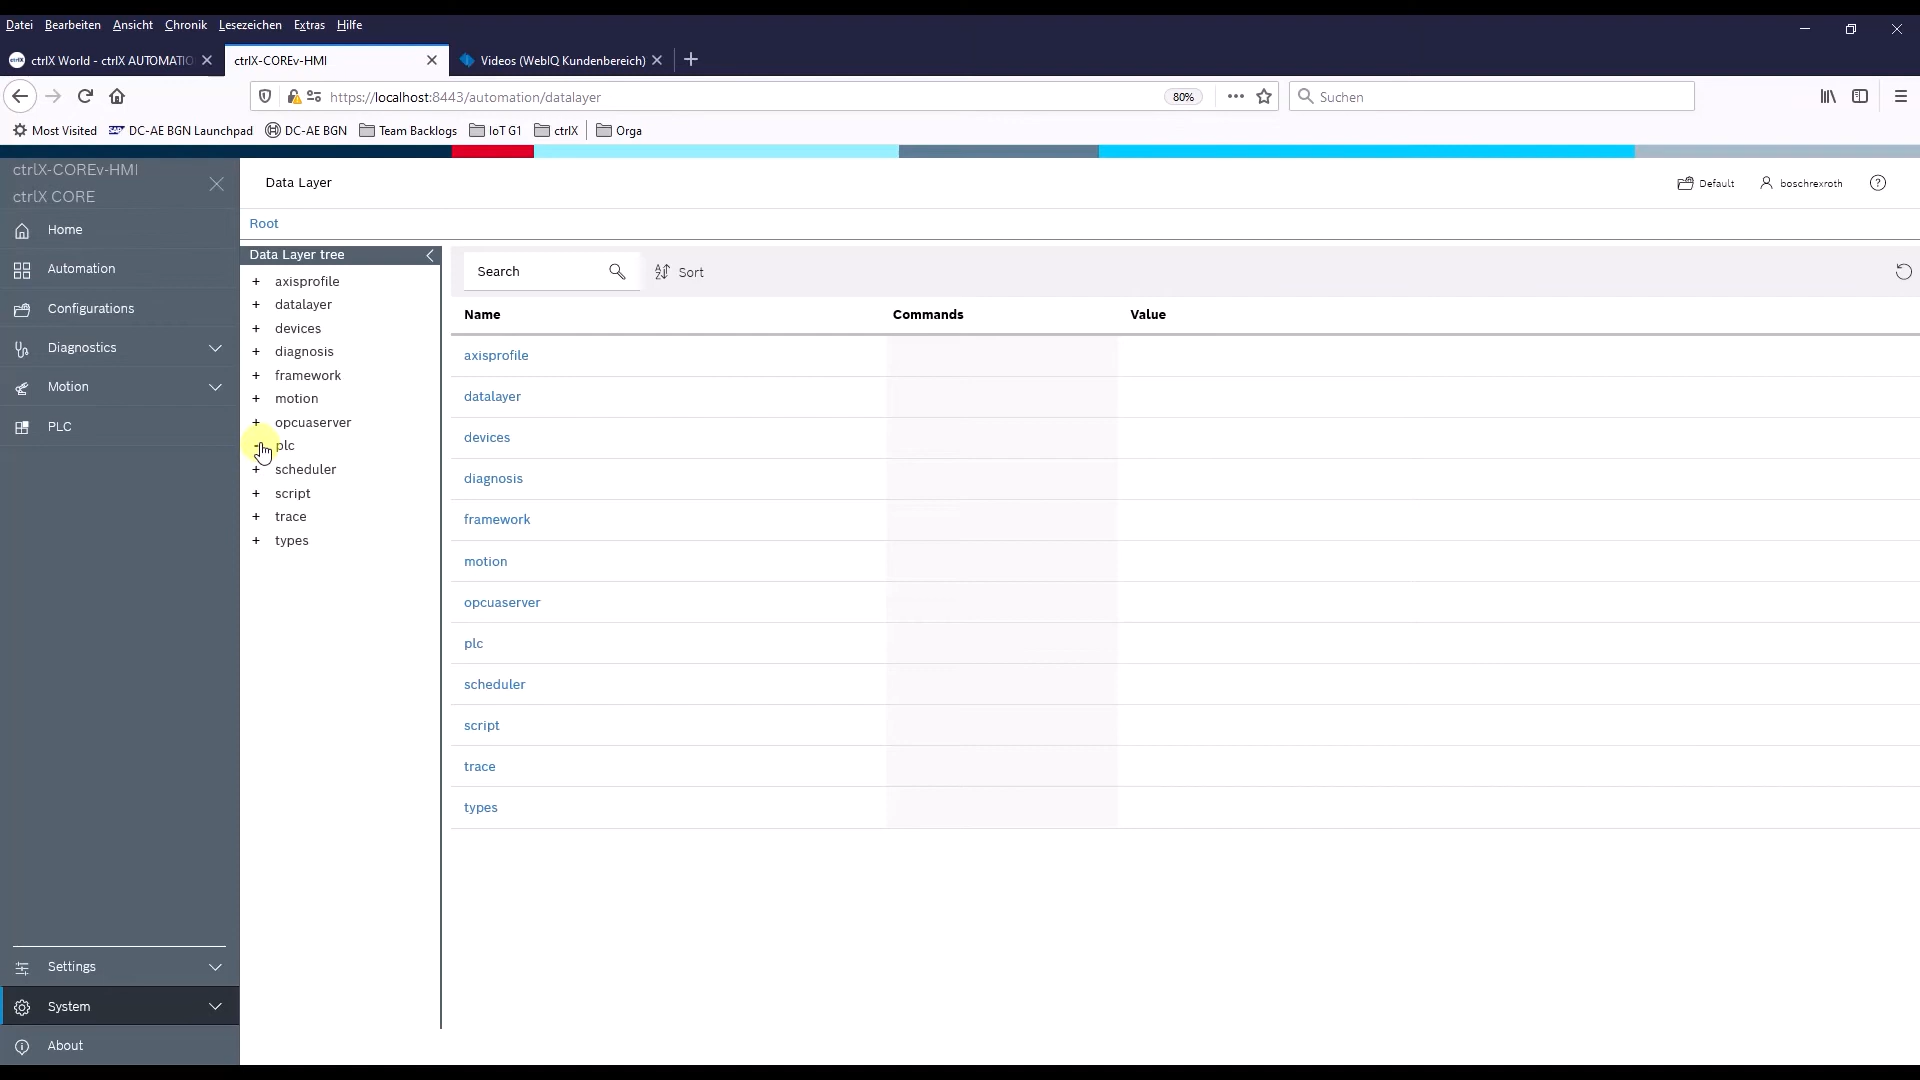 Datei Bearbeiten Ansicht Chronik Lesezeichen Extras Hilfe
ctrlX World - ctrlX AUTOMATIO ctrlX-COREv-HMI Videos (WebIQ Kundenbereich)
https://localhost:8443/automation/datalayer 80% Suchen
Most Visited DC-AE BGN Launchpad DC-AE BGN Team Backlogs IoT G1 ctrlX Orga
ctrlX-COREv-HMI
ctrlX CORE
Home
Automation
Configurations
Diagnostics
Motion
PLC
Settings
System
About
Data Layer
Default boschrexroth
Root
Data Layer tree
+ axisprofile
+ datalayer
+ devices
+ diagnosis
+ framework
+ motion
+ opcuaserver
plc
+ scheduler
+ script
+ trace
+ types
Search Sort
Name Commands Value
axisprofile
datalayer
devices
diagnosis
framework
motion
opcuaserver
plc
scheduler
script
trace
types